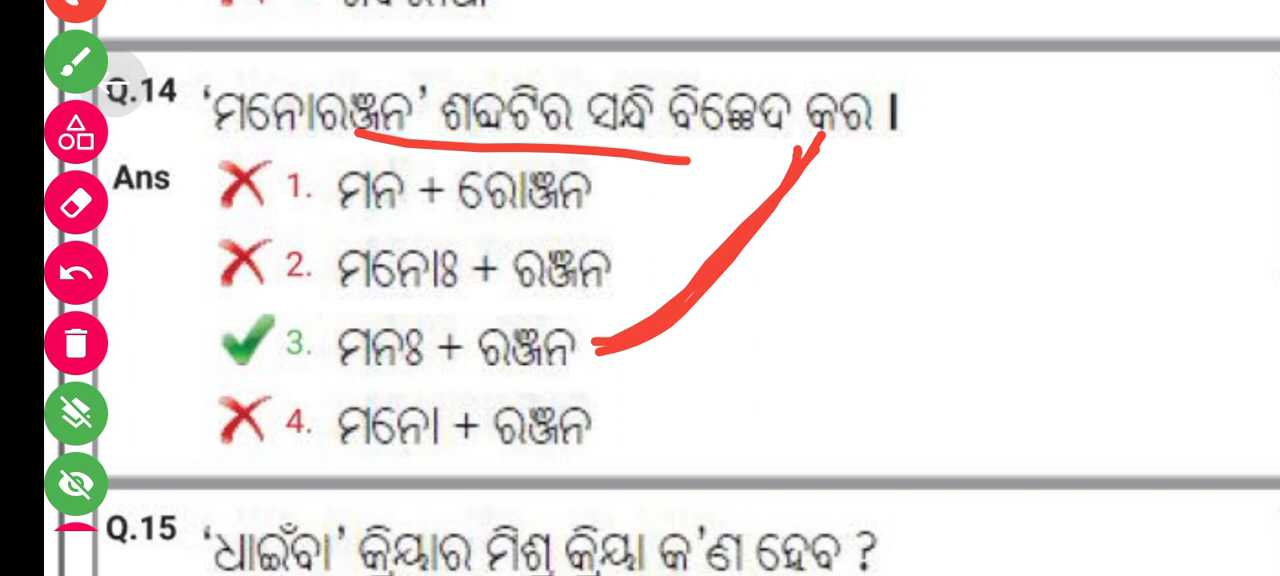 Q.14 ‘ମନୋରଞ୍ଜନ’ ଶବ୍ଦଟିର ସନ୍ଧି ବିଚ୍ଛେଦ କର ।
Ans 1. ମନ + ରୋଞ୍ଜନ
2. ମନୋଃ + ରଞ୍ଜନ
3. ମନଃ + ରଞ୍ଜନ
4. ମନୋ + ରଞ୍ଜନ
Q.15 ‘ଧାଇଁବା’ କ୍ରିୟାର ମିଶ୍ର କ୍ରିୟା କ'ଣ ହେବ ?